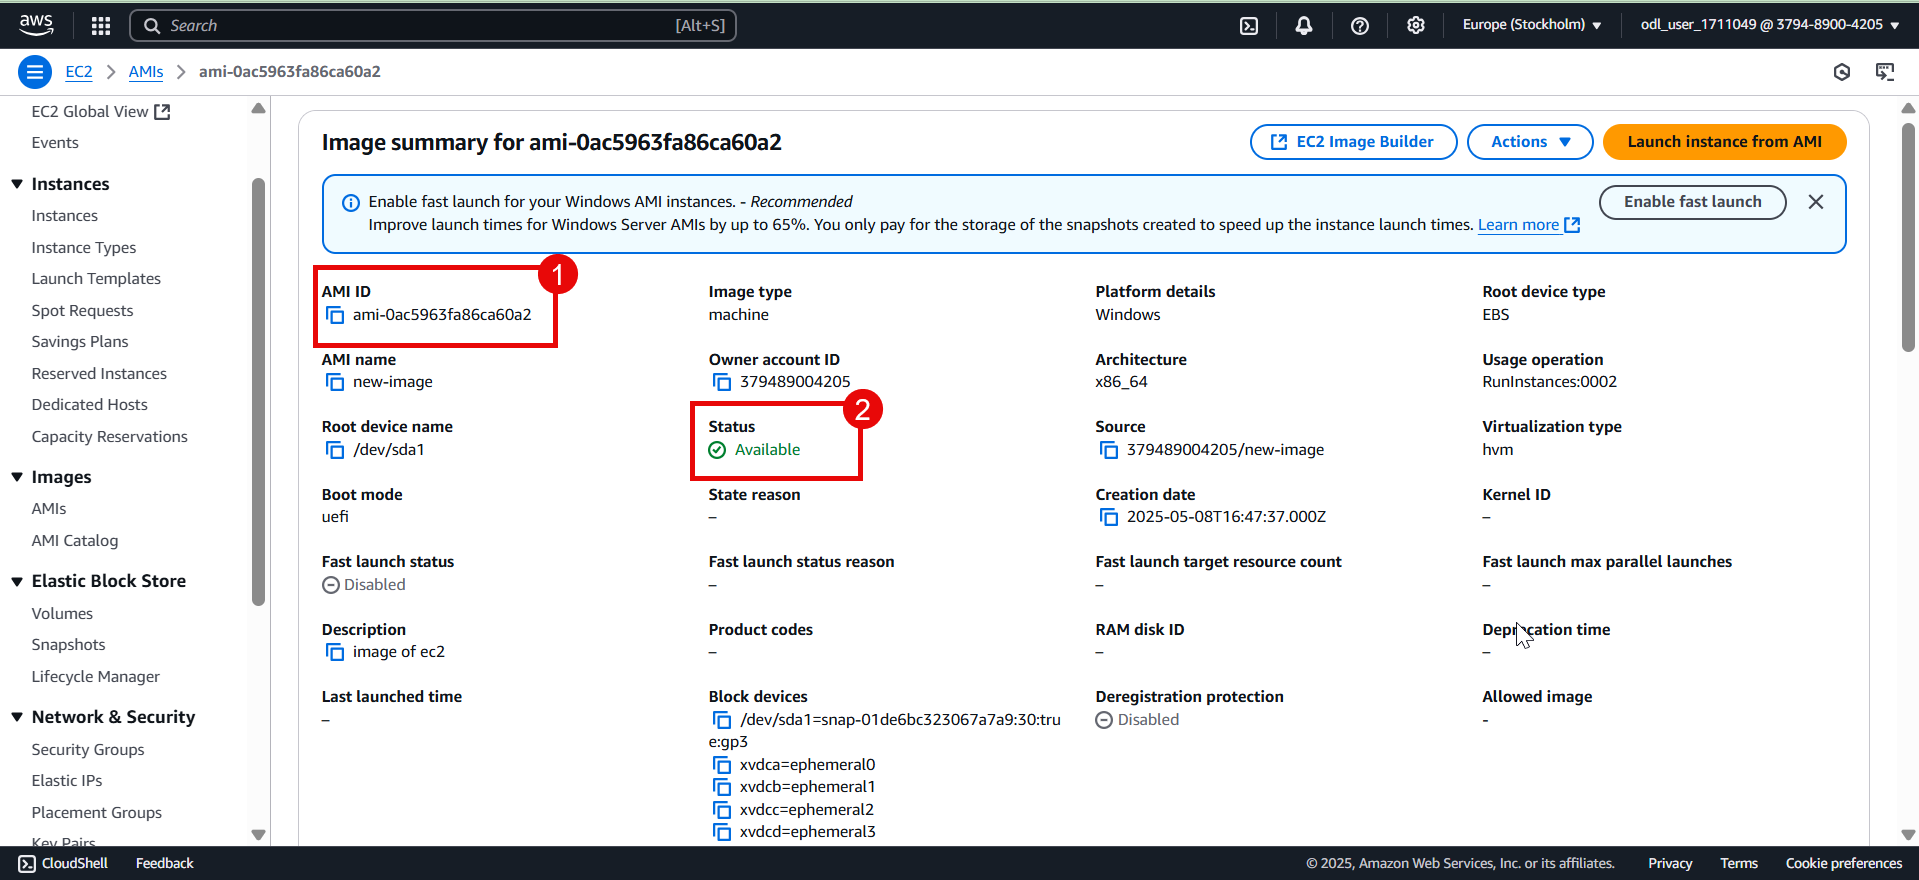 aws
Search
[Alt+S]
Europe (Stockholm)
odl_user_1711049 @ 3794-8900-4205
EC2
AMIs
ami-0ac5963fa86ca60a2
EC2 Global View
Events
Instances
Instances
Instance Types
Launch Templates
Spot Requests
Savings Plans
Reserved Instances
Dedicated Hosts
Capacity Reservations
Images
AMIs
AMI Catalog
Elastic Block Store
Volumes
Snapshots
Lifecycle Manager
Network & Security
Security Groups
Elastic IPs
Placement Groups
Key Pairs
Image summary for ami-0ac5963fa86ca60a2
EC2 Image Builder
Actions
Launch instance from AMI
Enable fast launch for your Windows AMI instances. - Recommended
Improve launch times for Windows Server AMIs by up to 65%. You only pay for the storage of the snapshots created to speed up the instance launch times. Learn more
Enable fast launch
1
AMI ID
ami-0ac5963fa86ca60a2
Image type
machine
Platform details
Windows
Root device type
EBS
AMI name
new-image
Owner account ID
379489004205
Architecture
x86_64
Usage operation
RunInstances:0002
2
Root device name
/dev/sda1
Status
Available
Source
379489004205/new-image
Virtualization type
hvm
Boot mode
uefi
State reason
–
Creation date
2025-05-08T16:47:37.000Z
Kernel ID
–
Fast launch status
Disabled
Fast launch status reason
–
Fast launch target resource count
–
Fast launch max parallel launches
–
Description
image of ec2
Product codes
–
RAM disk ID
–
Deprecation time
–
Last launched time
–
Block devices
/dev/sda1=snap-01de6bc323067a7a9:30:tru
e:gp3
xvdca=ephemeral0
xvdcb=ephemeral1
xvdcc=ephemeral2
xvdcd=ephemeral3
Deregistration protection
Disabled
Allowed image
-
CloudShell
Feedback
© 2025, Amazon Web Services, Inc. or its affiliates.
Privacy
Terms
Cookie preferences